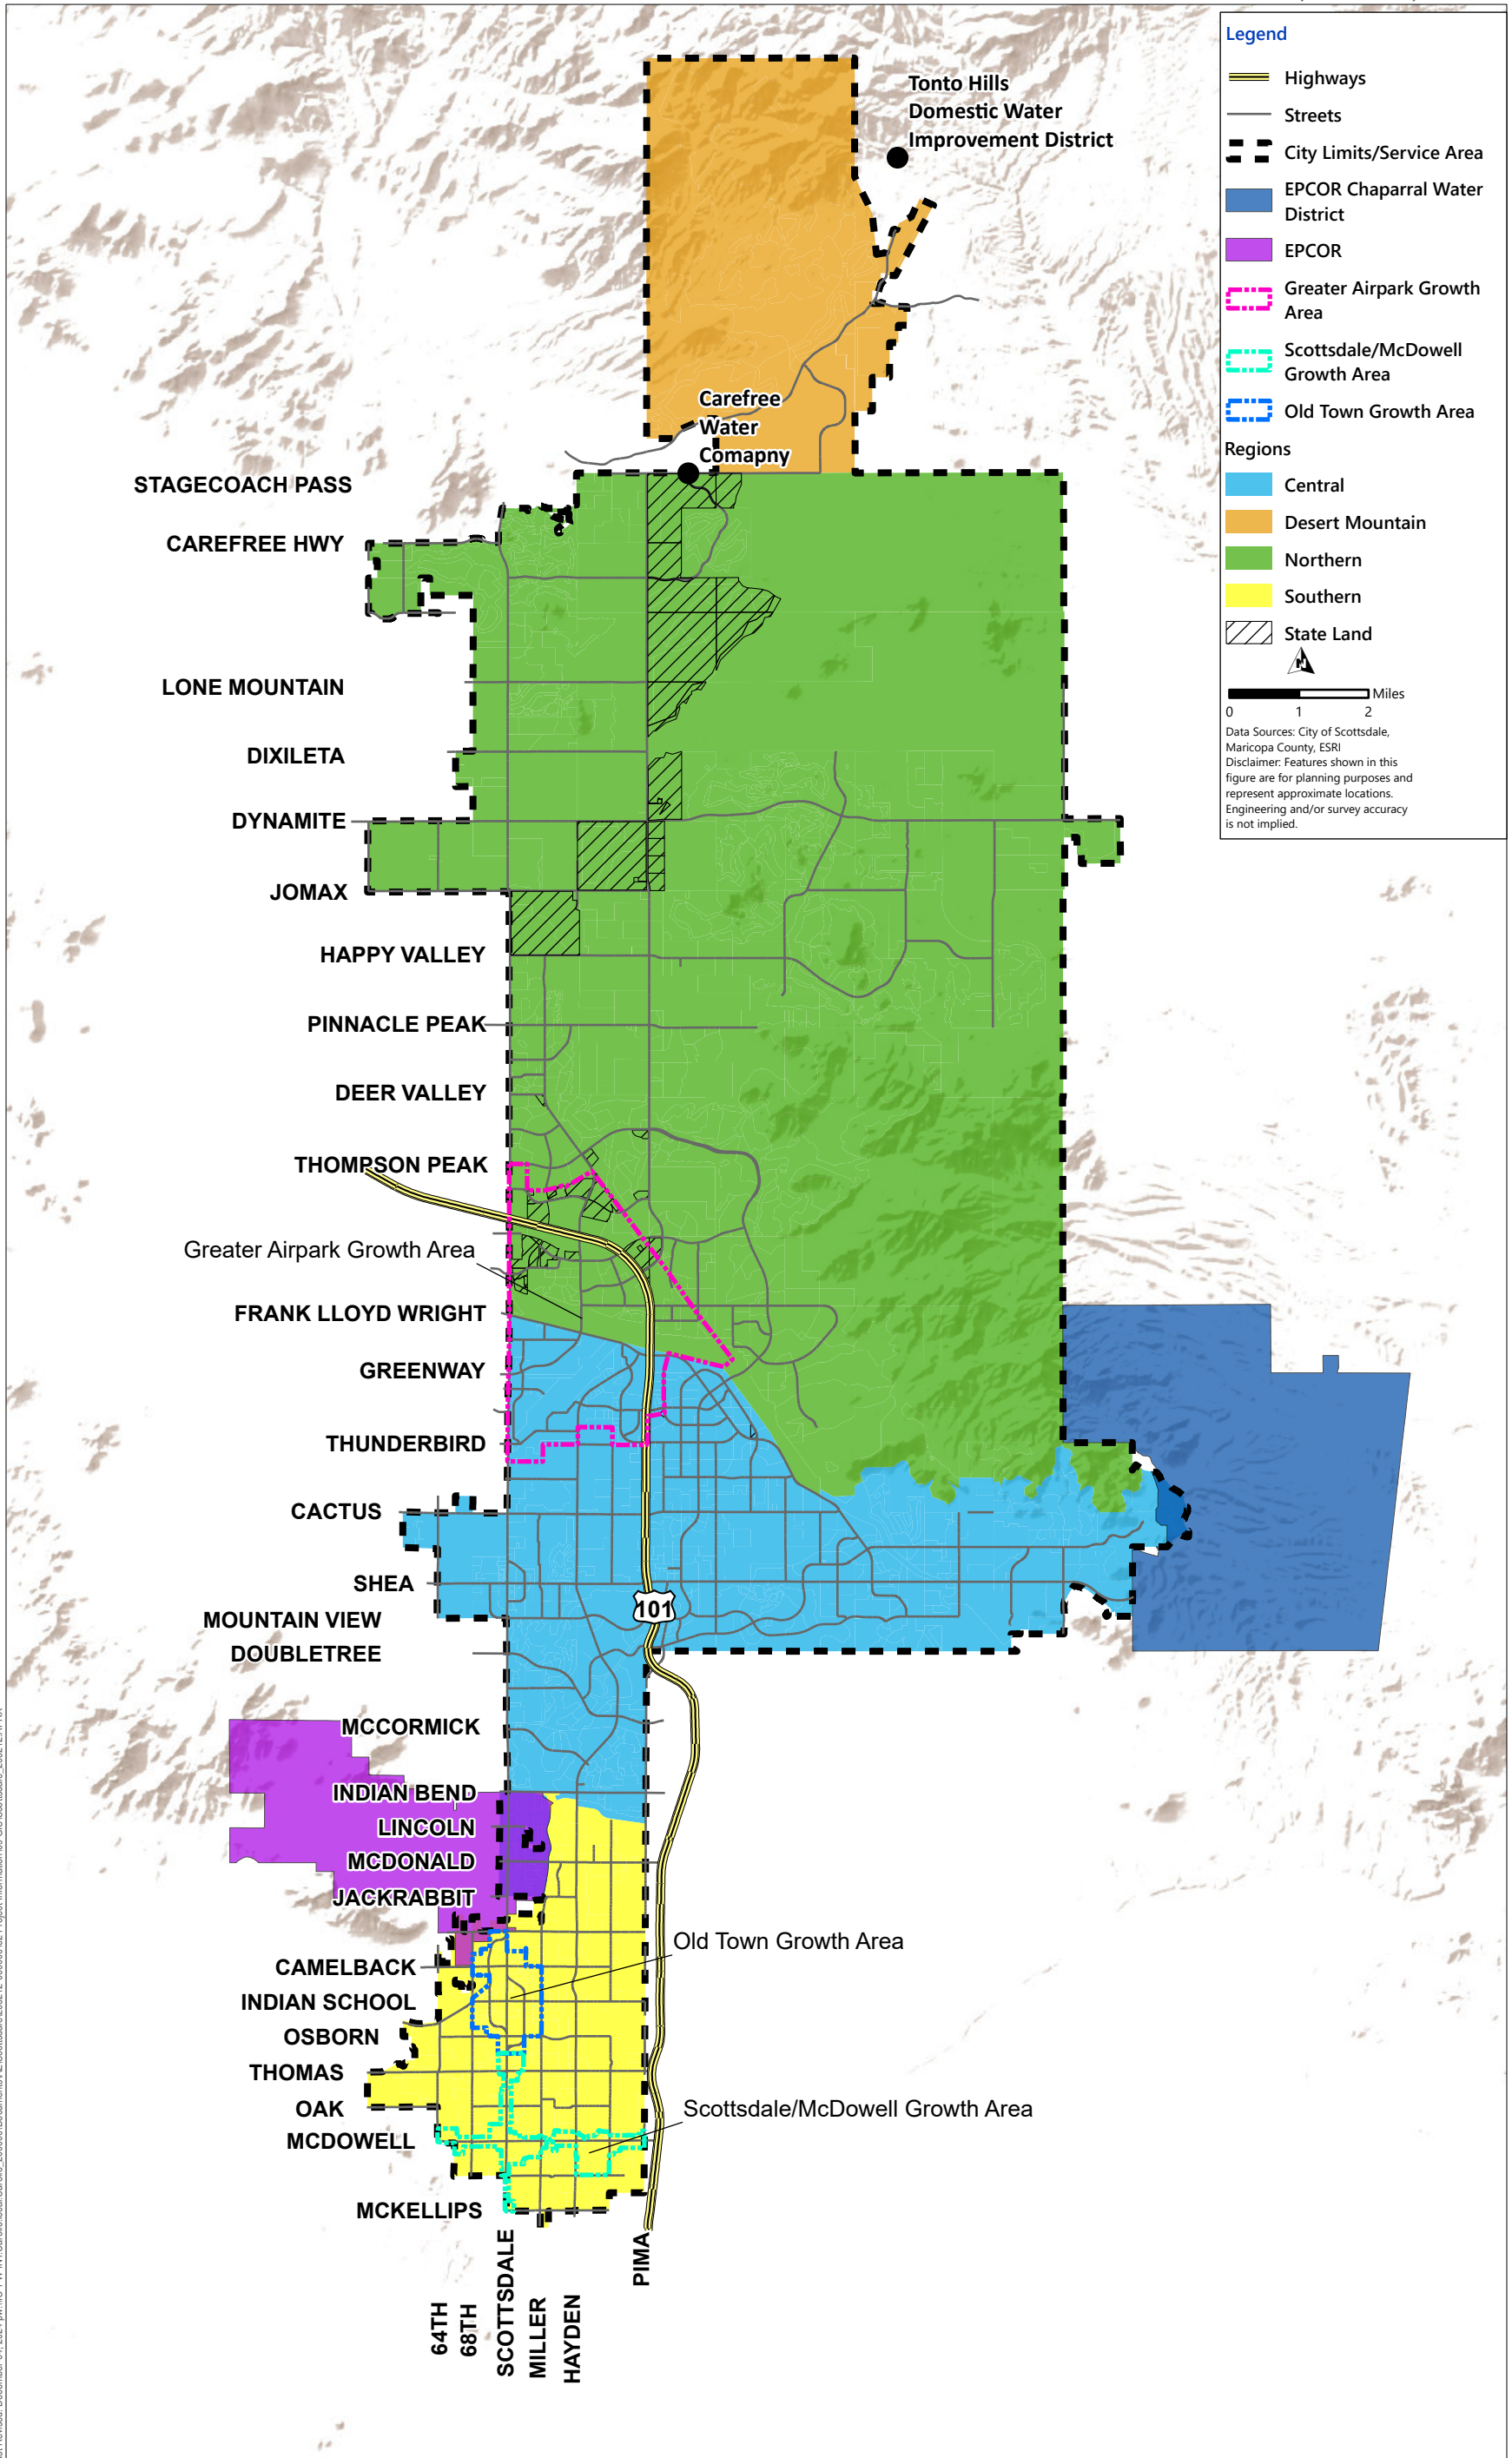 Legend
Highways
Streets
City Limits/Service Area
EPCOR Chaparral Water
District
EPCOR
Greater Airpark Growth
Area
Scottsdale/McDowell
Growth Area
Old Town Growth Area
Regions
Central
Desert Mountain
Northern
Southern
State Land
N
Miles
0 1 2
Data Sources: City of Scottsdale,
Maricopa County, ESRI
Disclaimer: Features shown in this
figure are for planning purposes and
represent approximate locations.
Engineering and/or survey accuracy
is not implied.
Tonto Hills
Domestic Water
Improvement District
Carefree
Water
Comapny
STAGECOACH PASS
CAREFREE HWY
LONE MOUNTAIN
DIXILETA
DYNAMITE
JOMAX
HAPPY VALLEY
PINNACLE PEAK
DEER VALLEY
THOMPSON PEAK
Greater Airpark Growth Area
FRANK LLOYD WRIGHT
GREENWAY
THUNDERBIRD
CACTUS
SHEA
101
MOUNTAIN VIEW
DOUBLETREE
MCCORMICK
INDIAN BEND
LINCOLN
MCDONALD
JACKRABBIT
Old Town Growth Area
CAMELBACK
INDIAN SCHOOL
OSBORN
THOMAS
OAK
Scottsdale/McDowell Growth Area
MCDOWELL
MCKELLIPS
64TH
68TH
SCOTTSDALE
MILLER
HAYDEN
PIMA